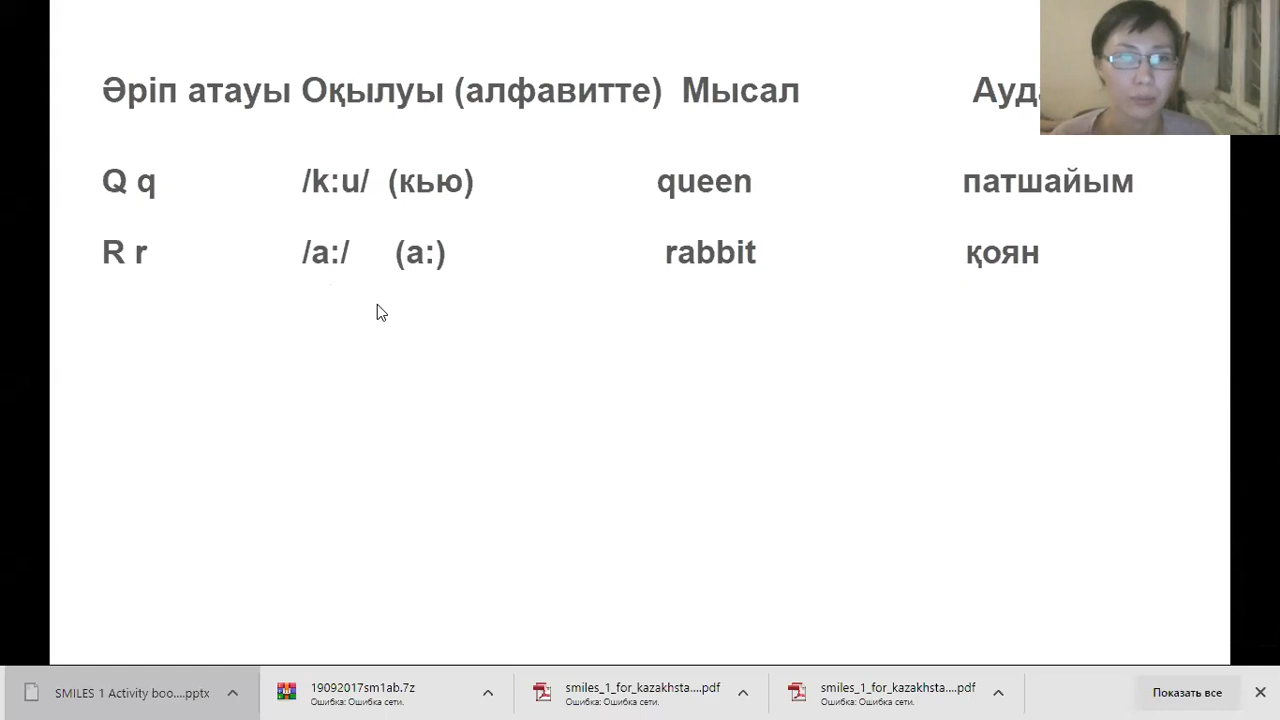 Әріп атауы Оқылуы (алфавитте) Мысал
Q q /k:u/ (кью) queen патшайым
R r /a:/ (a:) rabbit қоян
SMILES 1 Activity boo....pptx
19092017sm1ab.7z
Ошибка: Ошибка сети.
smiles_1_for_kazakhsta....pdf
Ошибка: Ошибка сети.
smiles_1_for_kazakhsta....pdf
Ошибка: Ошибка сети.
Показать все